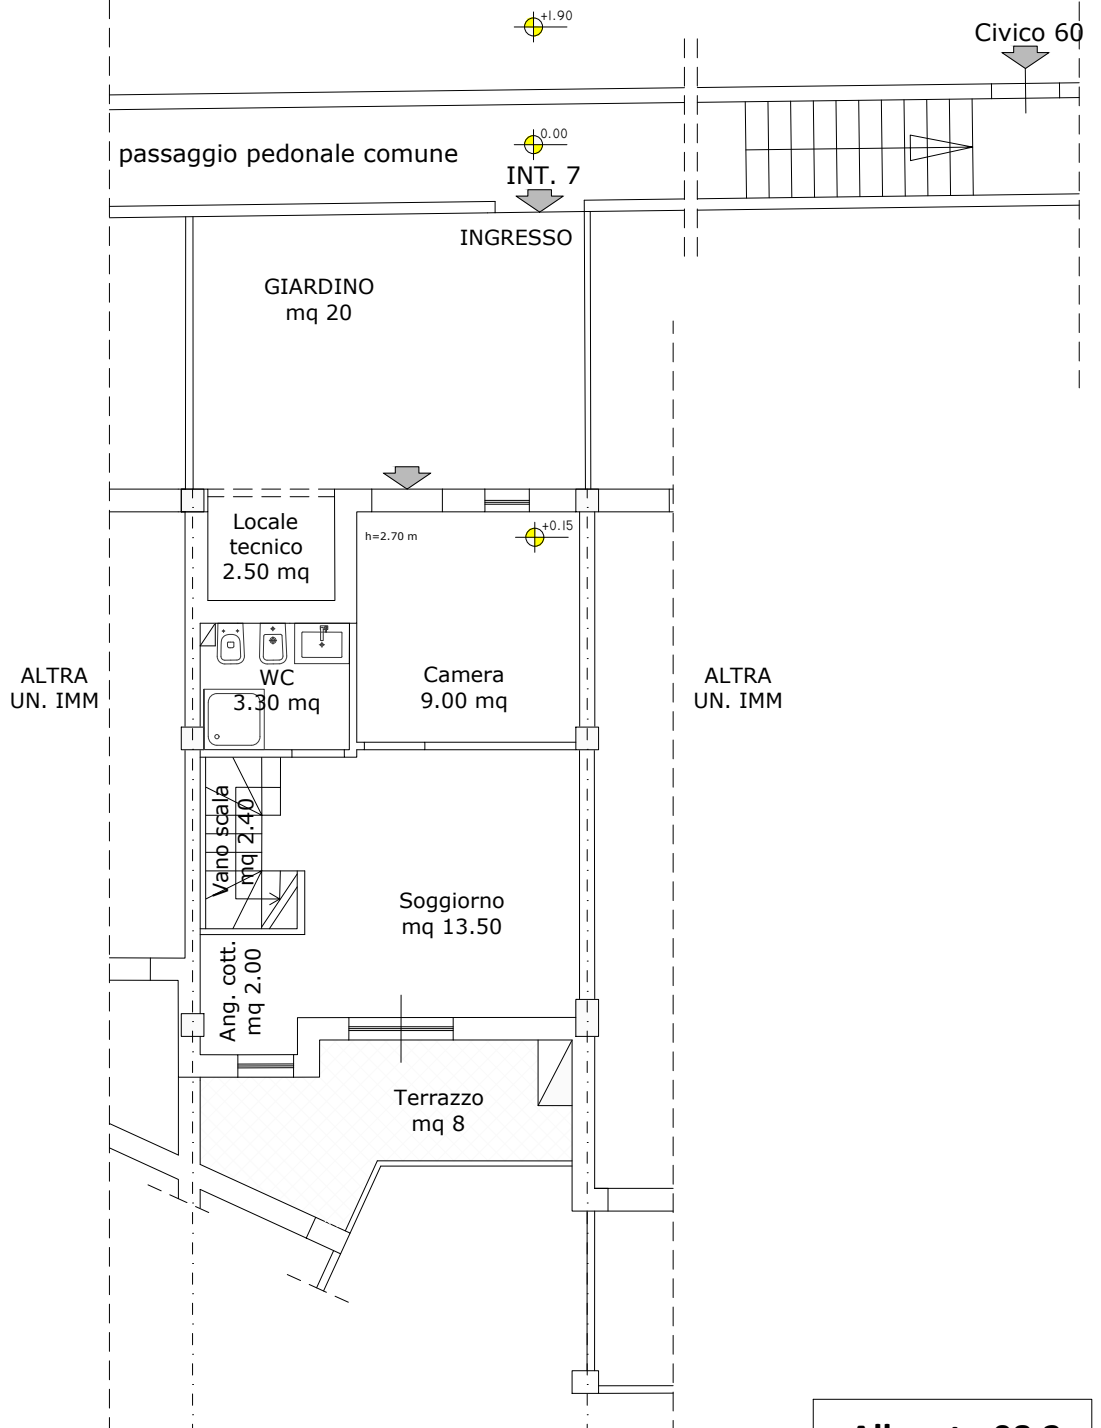 +1.90
Civico 60
0.00
passaggio pedonale comune
INT. 7
INGRESSO
GIARDINO
mq 20
Locale
tecnico
2.50 mq
h=2.70 m
+0.15
ALTRA
UN. IMM
WC
3.30 mq
Camera
9.00 mq
ALTRA
UN. IMM
Vano scala
mq 2.40
Soggiorno
mq 13.50
Ang. cott.
mq 2.00
Terrazzo
mq 8